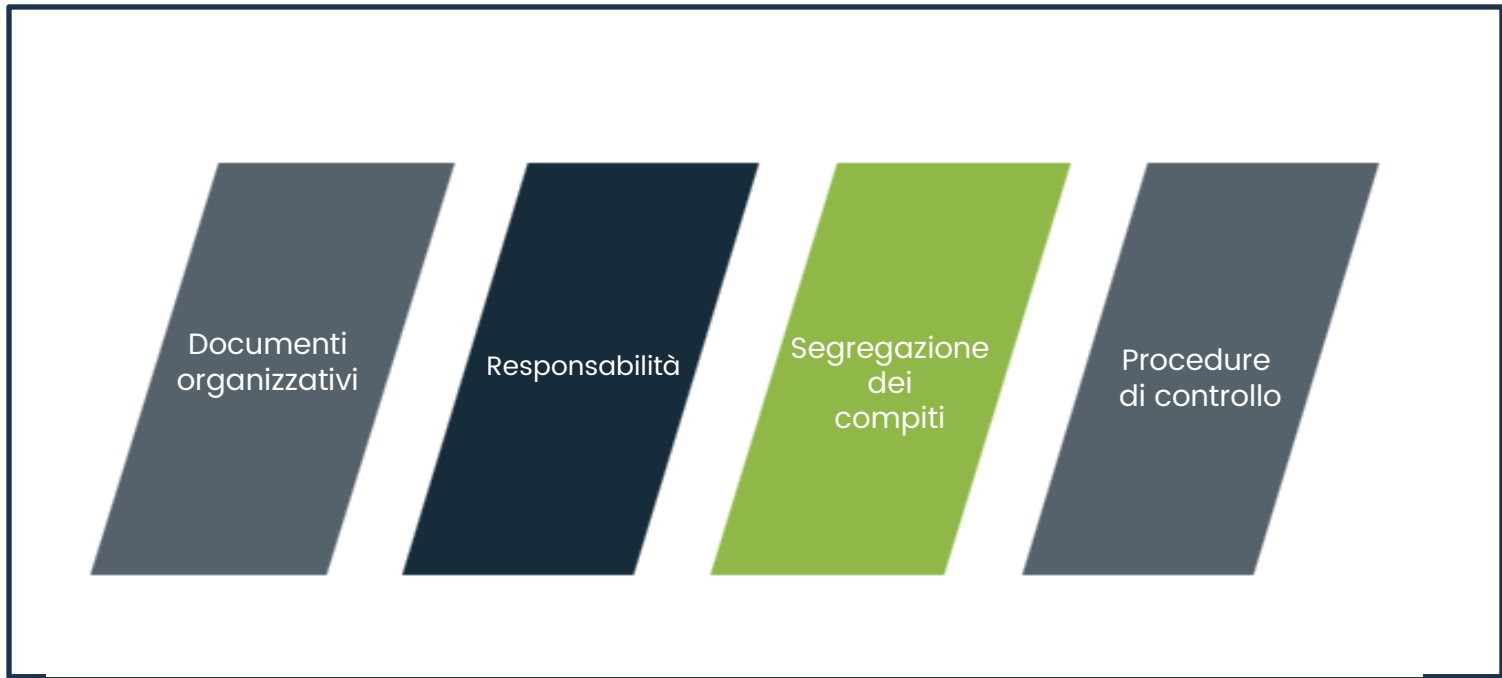 Documenti
organizzativi
Responsabilità
Segregazione
dei
compiti
Procedure
di controllo